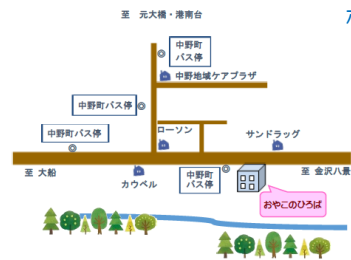 至 元大橋・港南台
中野町
バス停
中野地域ケアプラザ
中野町バス停
中野町バス停
ローソン
サンドラッグ
至 大船
カウベル
中野町
バス停
至 金沢八景
おやこのひろば